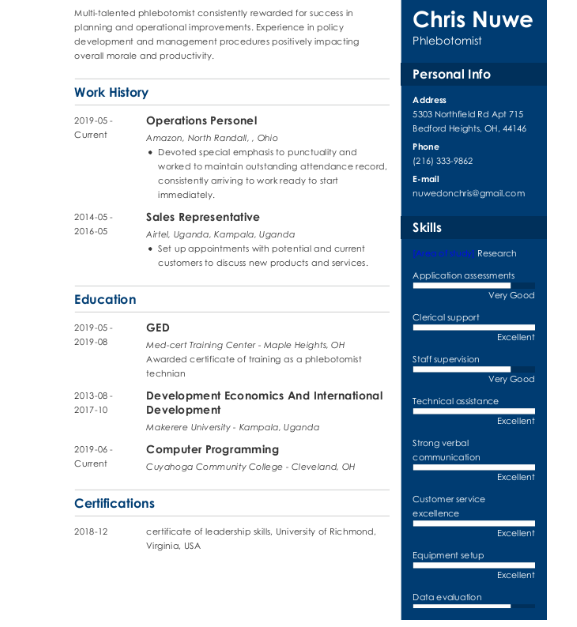 Multi-talented phlebotomist consistently rewarded for success in
planning and operational improvements. Experience in policy
development and management procedures positively impacting
overall morale and productivity.
Work History
2019-05 -
Current
Operations Personel
Amazon, North Randall, , Ohio
• Devoted special emphasis to punctuality and
worked to maintain outstanding attendance record,
consistently arriving to work ready to start
immediately.
2014-05 -
2016-05
Sales Representative
Airtel, Uganda, Kampala, Uganda
• Set up appointments with potential and current
customers to discuss new products and services.
Education
2019-05 -
2019-08
GED
Med-cert Training Center - Maple Heights, OH
Awarded certificate of training as a phlebotomist
technian
2013-08 -
2017-10
Development Economics And International
Development
Makerere University - Kampala, Uganda
2019-06 -
Current
Computer Programming
Cuyahoga Community College - Cleveland, OH
Certifications
2018-12
certificate of leadership skills, University of Richmond,
Virginia, USA
Chris Nuwe
Phlebotomist
Personal Info
Address
5303 Northfield Rd Apt 715
Bedford Heights, OH, 44146
Phone
(216) 333-9862
E-mail
nuwedonchris@gmail.com
Skills
[Area of study] Research
Application assessments
Very Good
Clerical support
Excellent
Staff supervision
Very Good
Technical assistance
Excellent
Strong verbal
communication
Excellent
Customer service
excellence
Excellent
Equipment setup
Excellent
Data evaluation